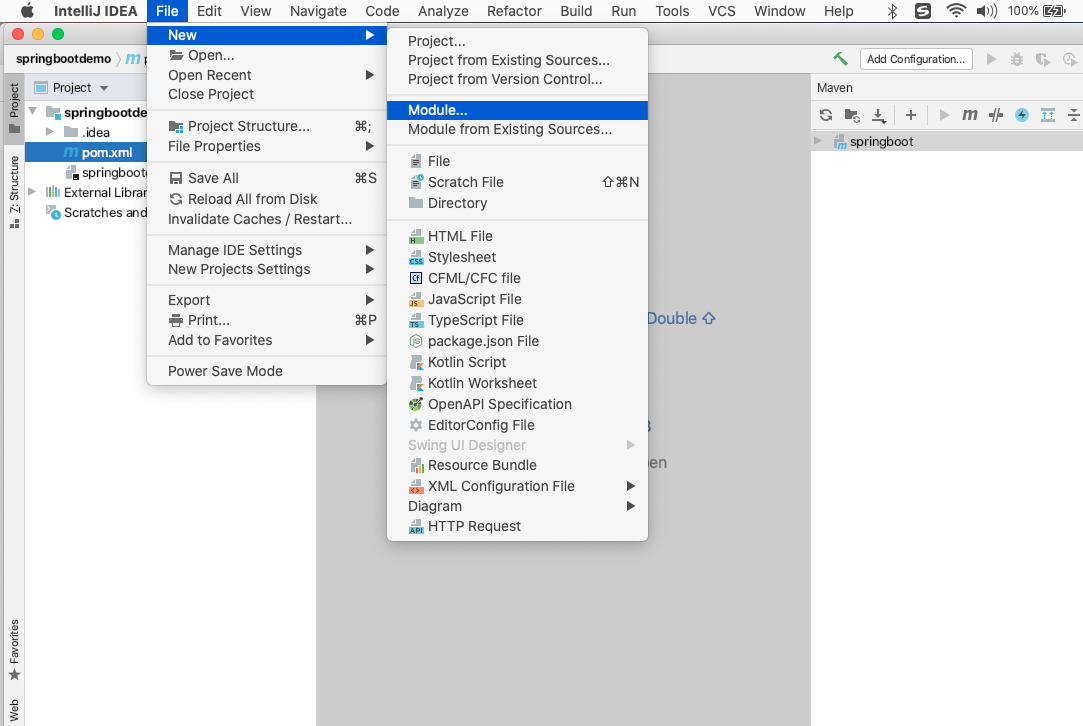 IntelliJ IDEA File Edit View Navigate Code Analyze Refactor Build Run Tools VCS Window Help 100%
springbootdemo m
Add Configuration...
Project
Project
springbootde
.idea
pom.xml
springboot
External Librar
Scratches and
Z: Structure
Favorites
Web
New
Open...
Open Recent
Close Project
Project Structure... ⌘;
File Properties
Save All ⌘S
Reload All from Disk
Invalidate Caches / Restart...
Manage IDE Settings
New Projects Settings
Export
Print... ⌘P
Add to Favorites
Power Save Mode
Project...
Project from Existing Sources...
Project from Version Control...
Module...
Module from Existing Sources...
File
Scratch File ⇧⌘N
Directory
HTML File
Stylesheet
CFML/CFC file
JavaScript File
TypeScript File
package.json File
Kotlin Script
Kotlin Worksheet
OpenAPI Specification
EditorConfig File
Swing UI Designer
Resource Bundle
XML Configuration File
Diagram
HTTP Request
Double ⇧
Maven
springboot